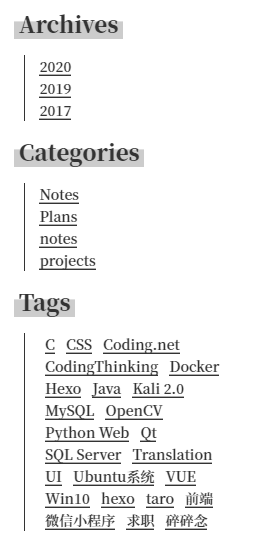 Archives
2020
2019
2017
Categories
Notes
Plans
notes
projects
Tags
C CSS Coding.net
CodingThinking Docker
Hexo Java Kali 2.0
MySQL OpenCV
Python Web Qt
SQL Server Translation
UI Ubuntu系统 VUE
Win10 hexo taro 前端
微信小程序 求职 碎碎念